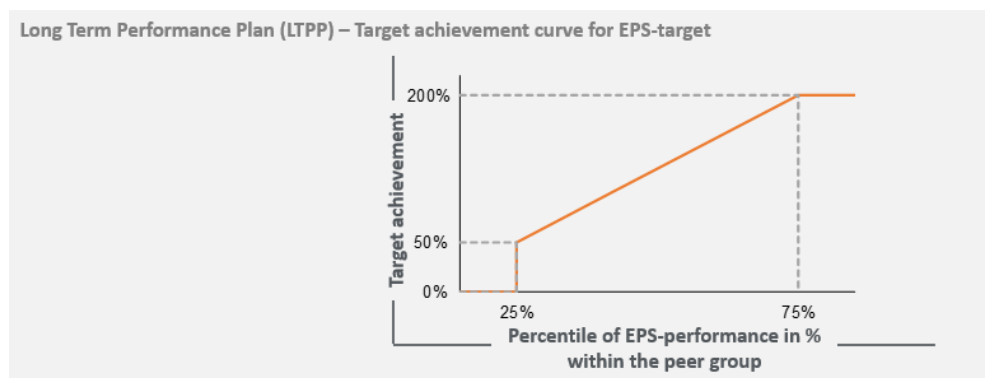 Long Term Performance Plan (LTPP) – Target achievement curve for EPS-target
200%
Target achievement
50%
0%
25%
75%
Percentile of EPS-performance in %
within the peer group